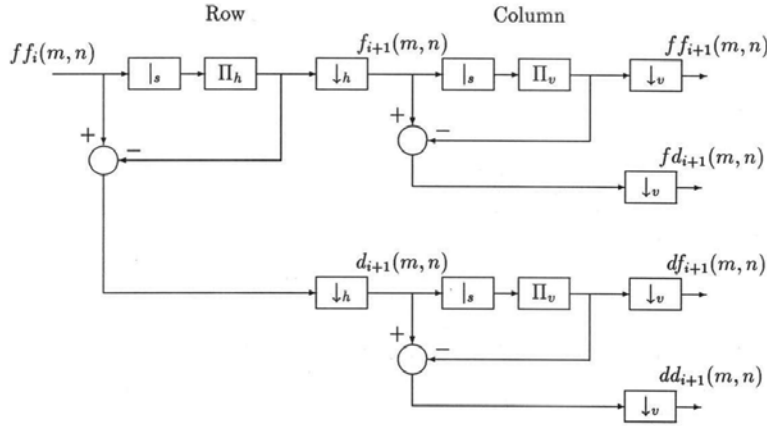 Row Column
ff_i(m, n) f_{i+1}(m, n) ff_{i+1}(m, n)
|_s Π_h ↓_h |_s Π_v ↓_v
+ −
+ −
fd_{i+1}(m, n)
↓_v
d_{i+1}(m, n) df_{i+1}(m, n)
↓_h |_s Π_v ↓_v
+ −
dd_{i+1}(m, n)
↓_v